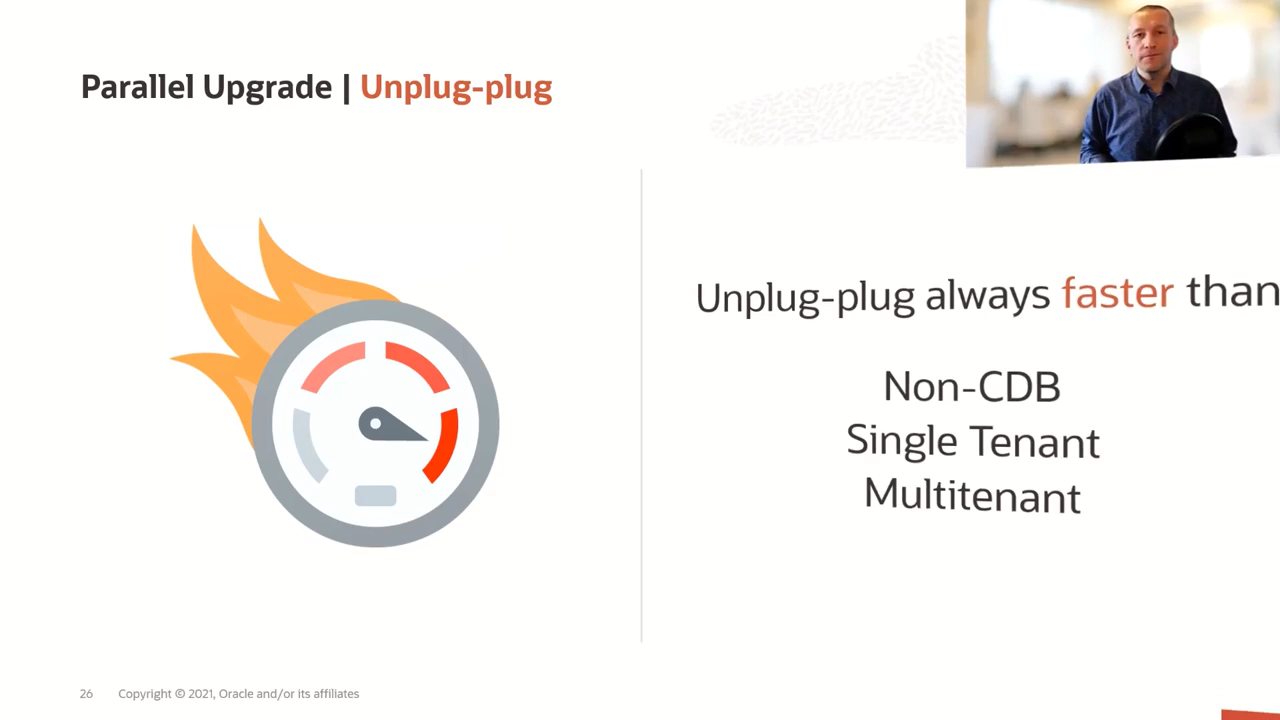 Parallel Upgrade | Unplug-plug
Unplug-plug always faster than
Non-CDB
Single Tenant
Multitenant
26 Copyright © 2021, Oracle and/or its affiliates